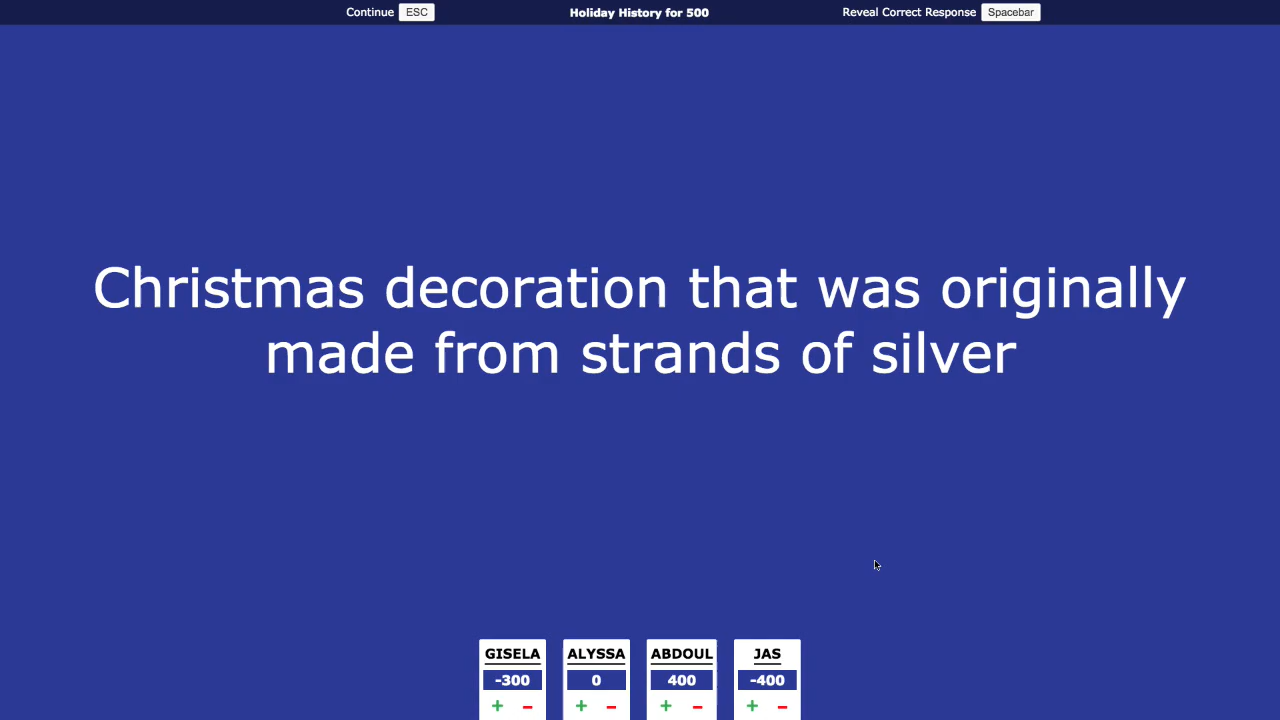 Continue ESC Holiday History for 500 Reveal Correct Response Spacebar
Christmas decoration that was originally
made from strands of silver
GISELA ALYSSA ABDOUL JAS
-300 0 400 -400
+ - + - + - + -